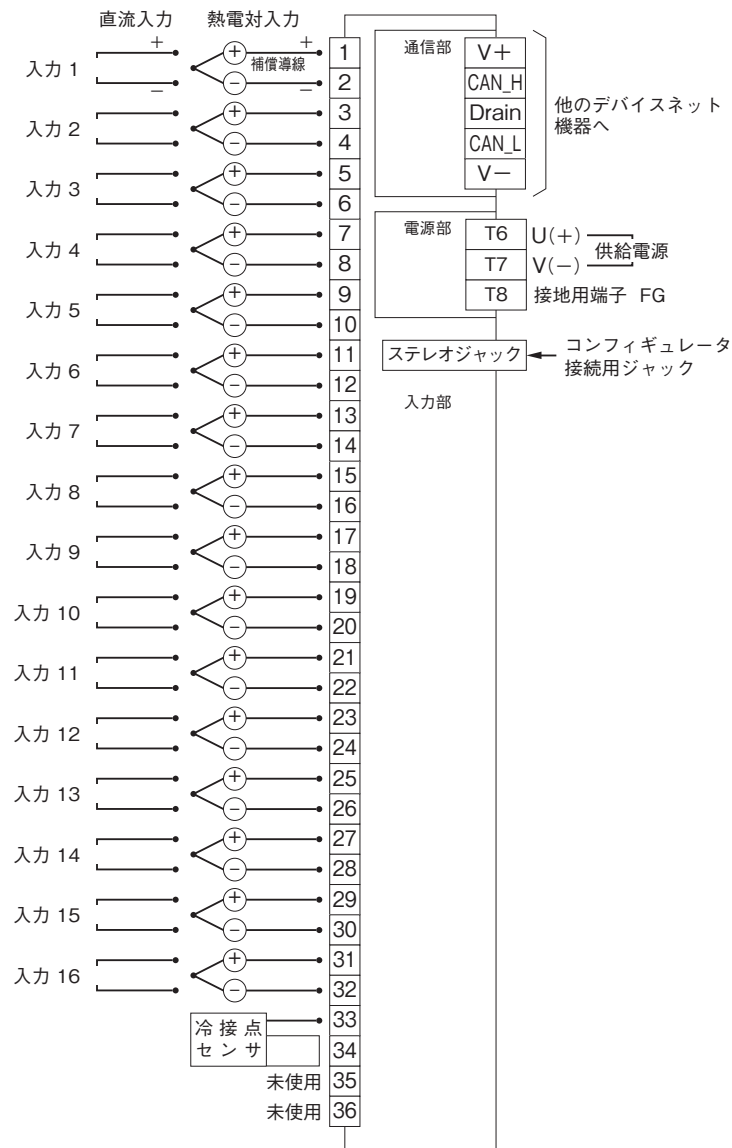 直流入力 熱電対入力
入力 1 + − + 補償導線 − 1
2
入力 2 + − 3
4
入力 3 + − 5
6
入力 4 + − 7
8
入力 5 + − 9
10
入力 6 + − 11
12
入力 7 + − 13
14
入力 8 + − 15
16
入力 9 + − 17
18
入力 10 + − 19
20
入力 11 + − 21
22
入力 12 + − 23
24
入力 13 + − 25
26
入力 14 + − 27
28
入力 15 + − 29
30
入力 16 + − 31
32
冷接点
センサ
33
34
未使用 35
未使用 36
通信部
V+
CAN_H
Drain
CAN_L
V−
他のデバイスネット
機器へ
電源部
T6 U(+)
T7 V(−)
供給電源
T8 接地用端子 FG
ステレオジャック
コンフィギュレータ
接続用ジャック
入力部